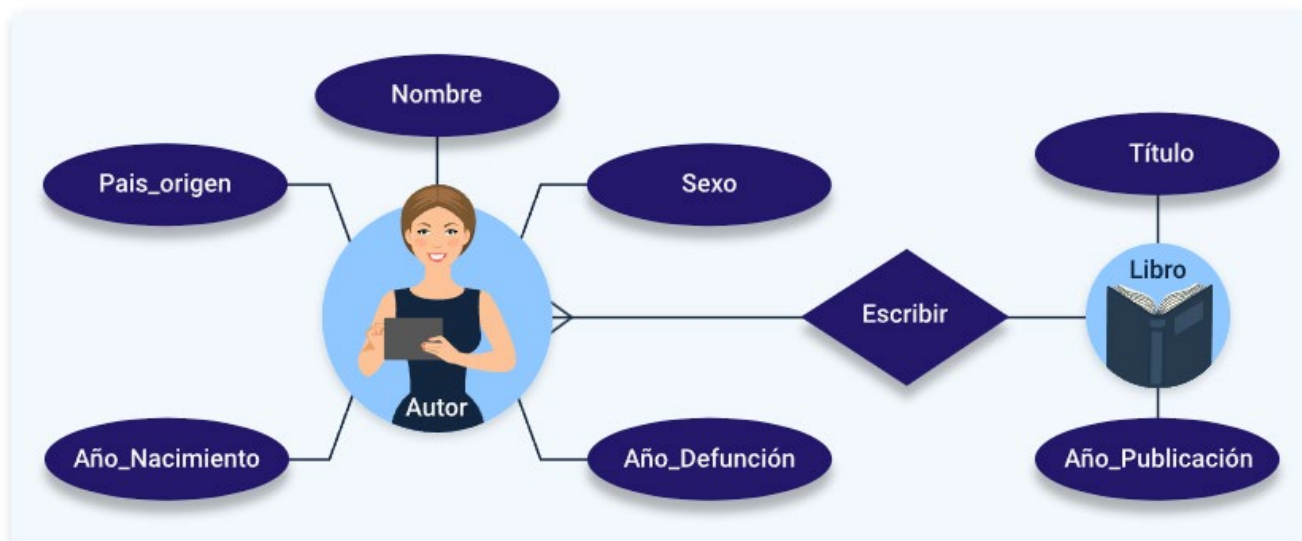 Nombre
Título
Pais_origen
Sexo
Libro
Escribir
Autor
Año_Nacimiento
Año_Defunción
Año_Publicación